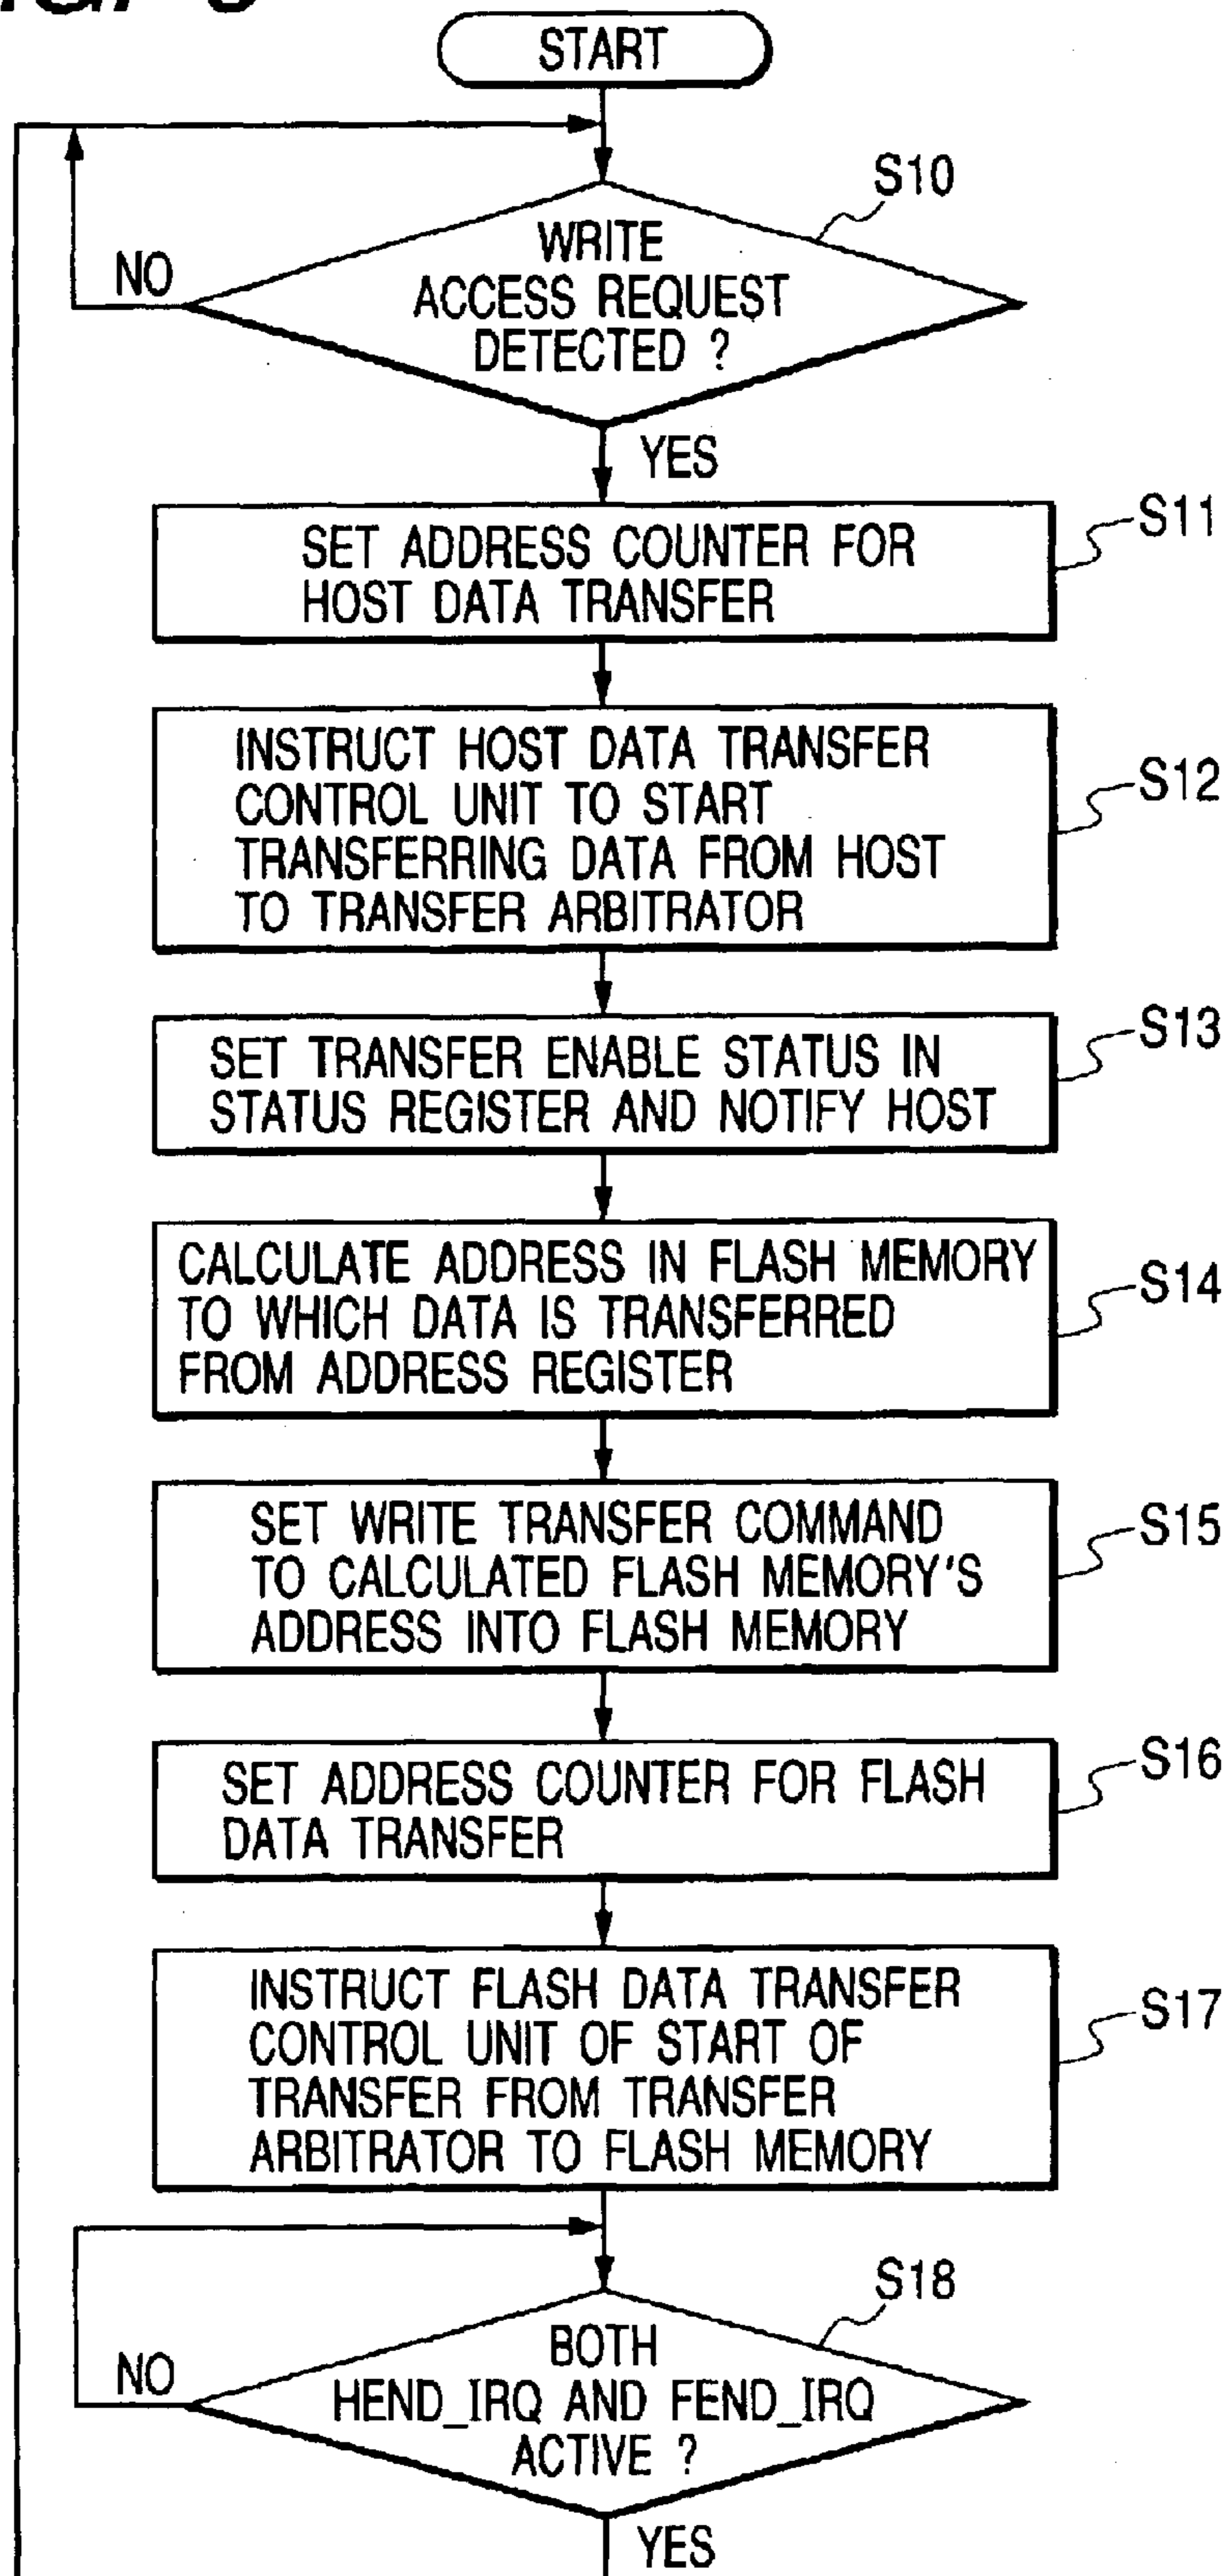 START
S10
WRITE
ACCESS REQUEST
DETECTED ?
NO
YES
S11
SET ADDRESS COUNTER FOR
HOST DATA TRANSFER
S12
INSTRUCT HOST DATA TRANSFER
CONTROL UNIT TO START
TRANSFERRING DATA FROM HOST
TO TRANSFER ARBITRATOR
S13
SET TRANSFER ENABLE STATUS IN
STATUS REGISTER AND NOTIFY HOST
S14
CALCULATE ADDRESS IN FLASH MEMORY
TO WHICH DATA IS TRANSFERRED
FROM ADDRESS REGISTER
S15
SET WRITE TRANSFER COMMAND
TO CALCULATED FLASH MEMORY'S
ADDRESS INTO FLASH MEMORY
S16
SET ADDRESS COUNTER FOR FLASH
DATA TRANSFER
S17
INSTRUCT FLASH DATA TRANSFER
CONTROL UNIT OF START OF
TRANSFER FROM TRANSFER
ARBITRATOR TO FLASH MEMORY
S18
BOTH
HEND_IRQ AND FEND_IRQ
ACTIVE ?
NO
YES